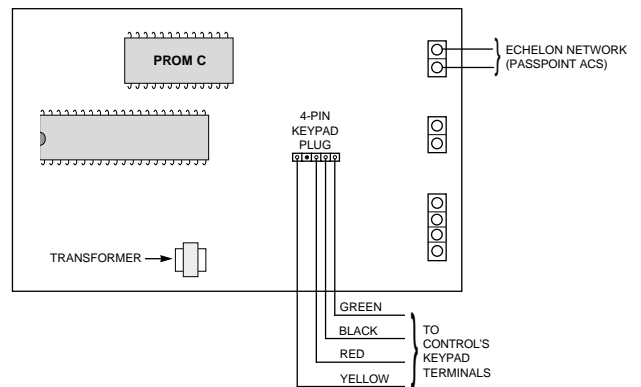 PROM C
ECHELON NETWORK
(PASSPOINT ACS)
4-PIN
KEYPAD
PLUG
TRANSFORMER
GREEN
BLACK
RED
YELLOW
TO
CONTROL'S
KEYPAD
TERMINALS